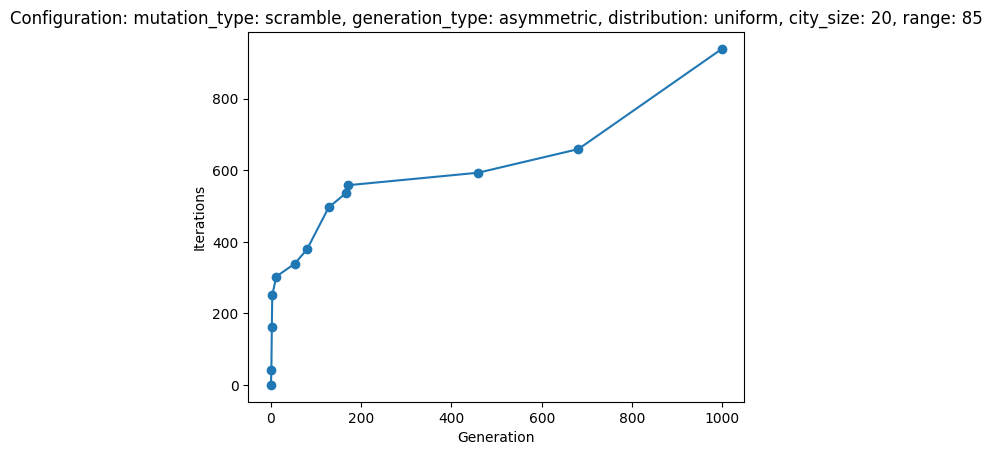 Configuration: mutation_type: scramble, generation_type: asymmetric, distribution: uniform, city_size: 20, range: 85
800
600
400
200
0
Iterations
0 200 400 600 800 1000
Generation